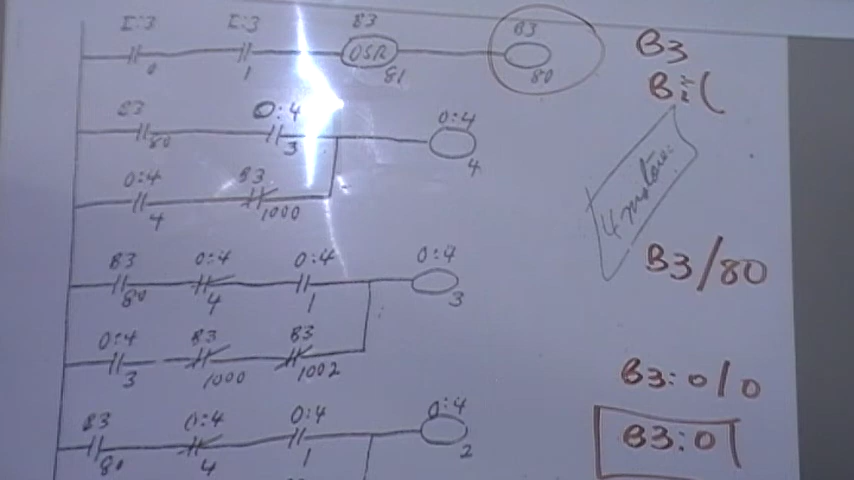 I:3 I:3 B3 B3
0 1 OSR 81 80
B3 O:4 O:4
80 3 4
O:4 B3
4 1000
B3 O:4 O:4 O:4
80 4 1 3
O:4 B3 B3
3 1000 1002
B3 O:4 O:4 O:4
80 4 1 2
B3
4
B3/80
B3:0/0
B3:0